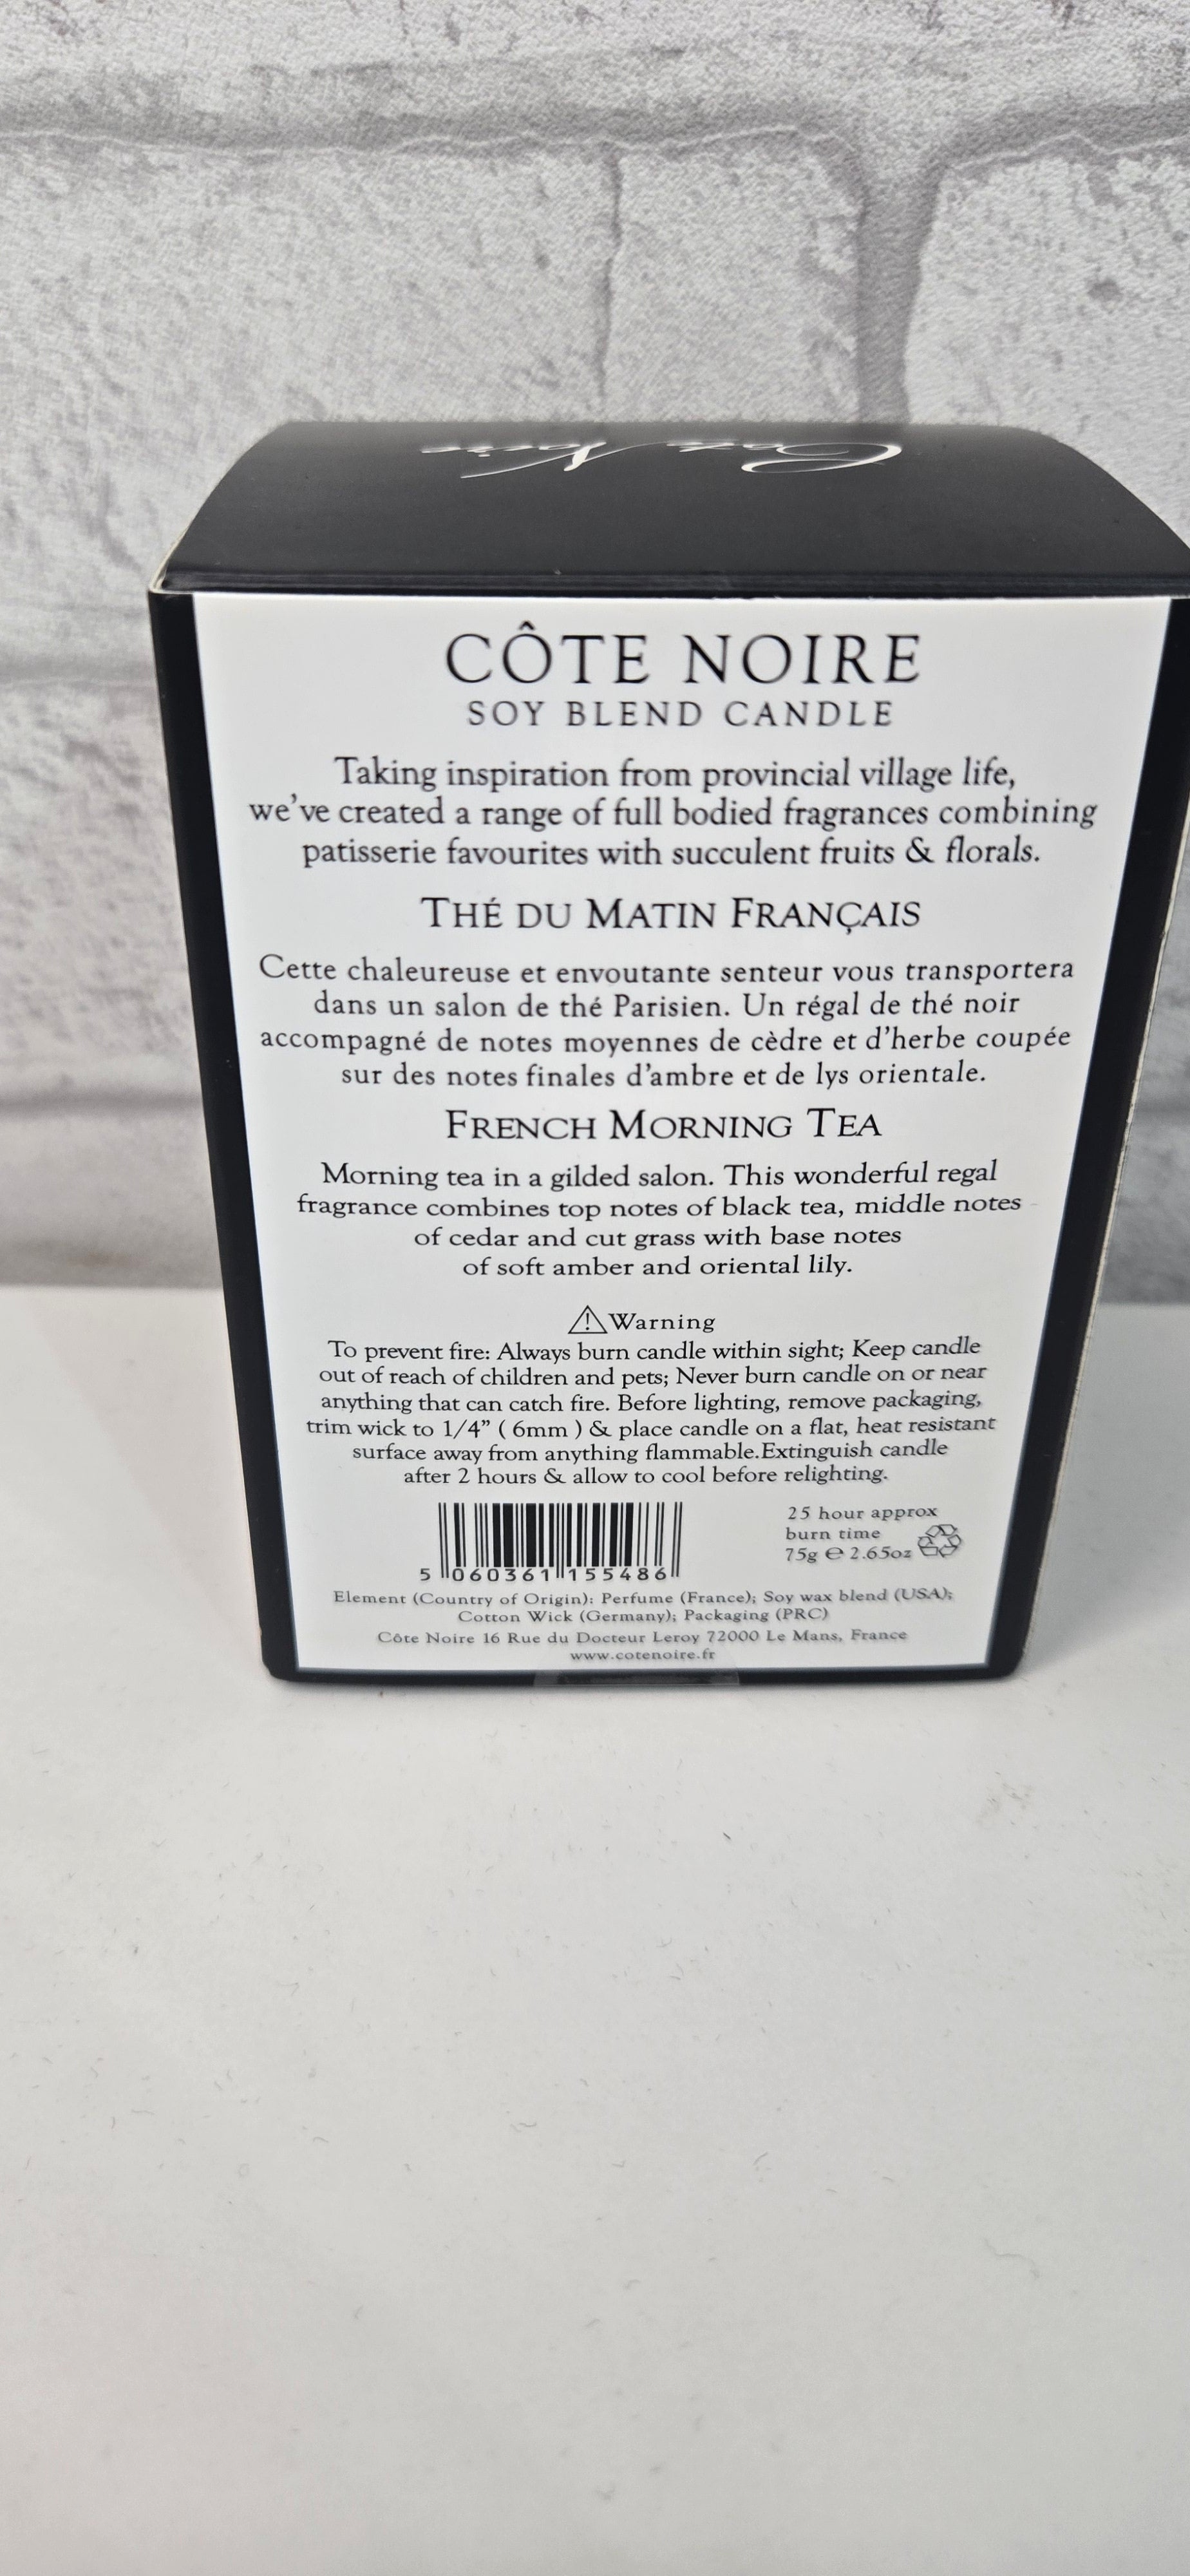 Côte Noire
CÔTE NOIRE
SOY BLEND CANDLE
Taking inspiration from provincial village life,
we've created a range of full bodied fragrances combining
patisserie favourites with succulent fruits & florals.
THÉ DU MATIN FRANÇAIS
Cette chaleureuse et envoutante senteur vous transportera
dans un salon de thé Parisien. Un régal de thé noir
accompagné de notes moyennes de cèdre et d'herbe coupée
sur des notes finales d'ambre et de lys orientale.
FRENCH MORNING TEA
Morning tea in a gilded salon. This wonderful regal
fragrance combines top notes of black tea, middle notes
of cedar and cut grass with base notes
of soft amber and oriental lily.
⚠Warning
To prevent fire: Always burn candle within sight; Keep candle
out of reach of children and pets; Never burn candle on or near
anything that can catch fire. Before lighting, remove packaging,
trim wick to 1/4” ( 6mm ) & place candle on a flat, heat resistant
surface away from anything flammable.Extinguish candle
after 2 hours & allow to cool before relighting.
25 hour approx
burn time
75g ℮ 2.65oz
5 060361 155486
Element (Country of Origin): Perfume (France); Soy wax blend (USA);
Cotton Wick (Germany); Packaging (PRC)
Côte Noire 16 Rue du Docteur Leroy 72000 Le Mans, France
www.cotenoire.fr